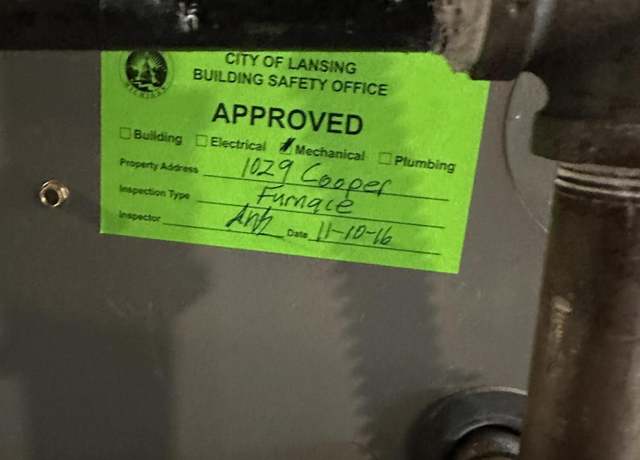 CITY OF LANSING
BUILDING SAFETY OFFICE
APPROVED
Building Electrical Mechanical Plumbing
Property Address 1029 Cooper
Inspection Type Furnace
Inspector Date 11-10-16